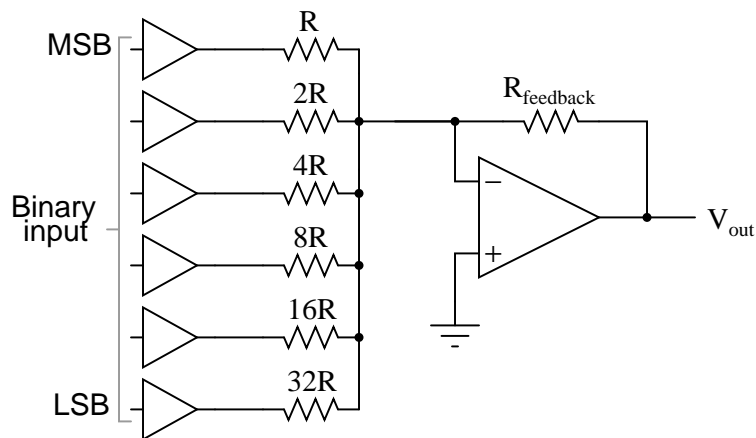 MSB
R
2R
R_feedback
4R
−
Binary
input
V_out
8R
+
16R
LSB
32R